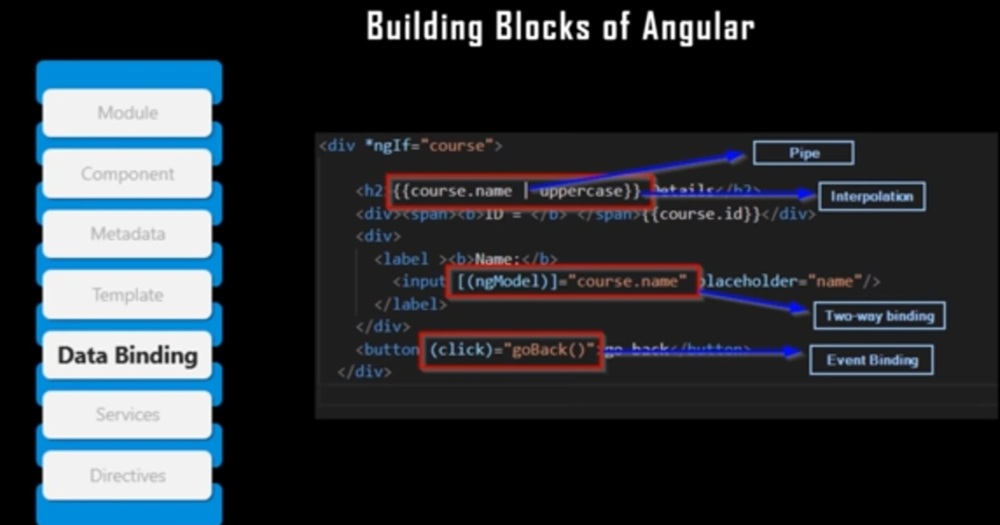 Building Blocks of Angular
Module
Component
Metadata
Template
Data Binding
Services
Directives
<div *ngIf="course">
<h2>{{course.name | uppercase}} Details</h2>
<div><span><b>ID = </b> </span>{{course.id}}</div>
<div>
<label ><b>Name:</b>
<input [(ngModel)]="course.name" placeholder="name"/>
</label>
</div>
<button (click)="goBack()">go back</button>
</div>
Pipe
Interpolation
Two-way binding
Event Binding